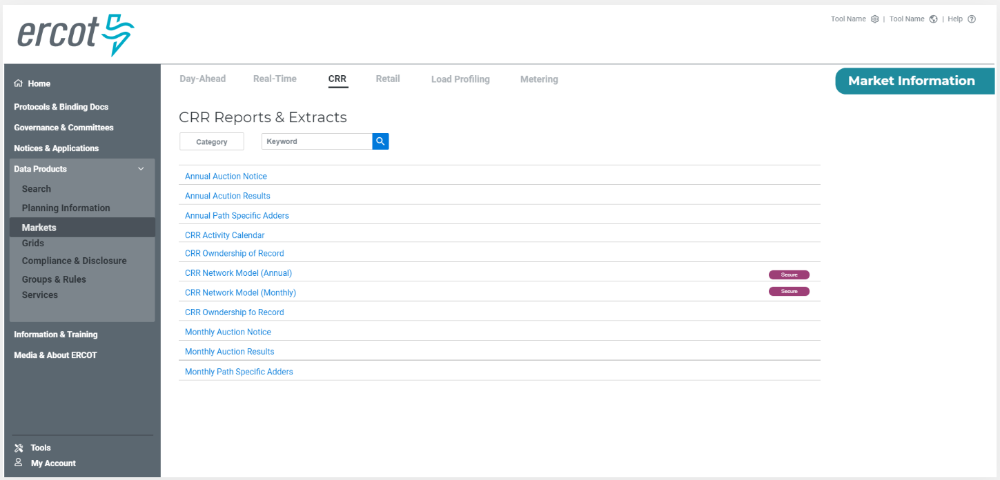 ercot
Tool Name | Tool Name | Help
Home
Protocols & Binding Docs
Governance & Committees
Notices & Applications
Data Products
Search
Planning Information
Markets
Grids
Compliance & Disclosure
Groups & Rules
Services
Information & Training
Media & About ERCOT
Tools
My Account
Day-Ahead Real-Time CRR Retail Load Profiling Metering
Market Information
CRR Reports & Extracts
Category Keyword
Annual Auction Notice
Annual Acution Results
Annual Path Specific Adders
CRR Activity Calendar
CRR Owndership of Record
CRR Network Model (Annual) Secure
CRR Network Model (Monthly) Secure
CRR Owndership fo Record
Monthly Auction Notice
Monthly Auction Results
Monthly Path Specific Adders